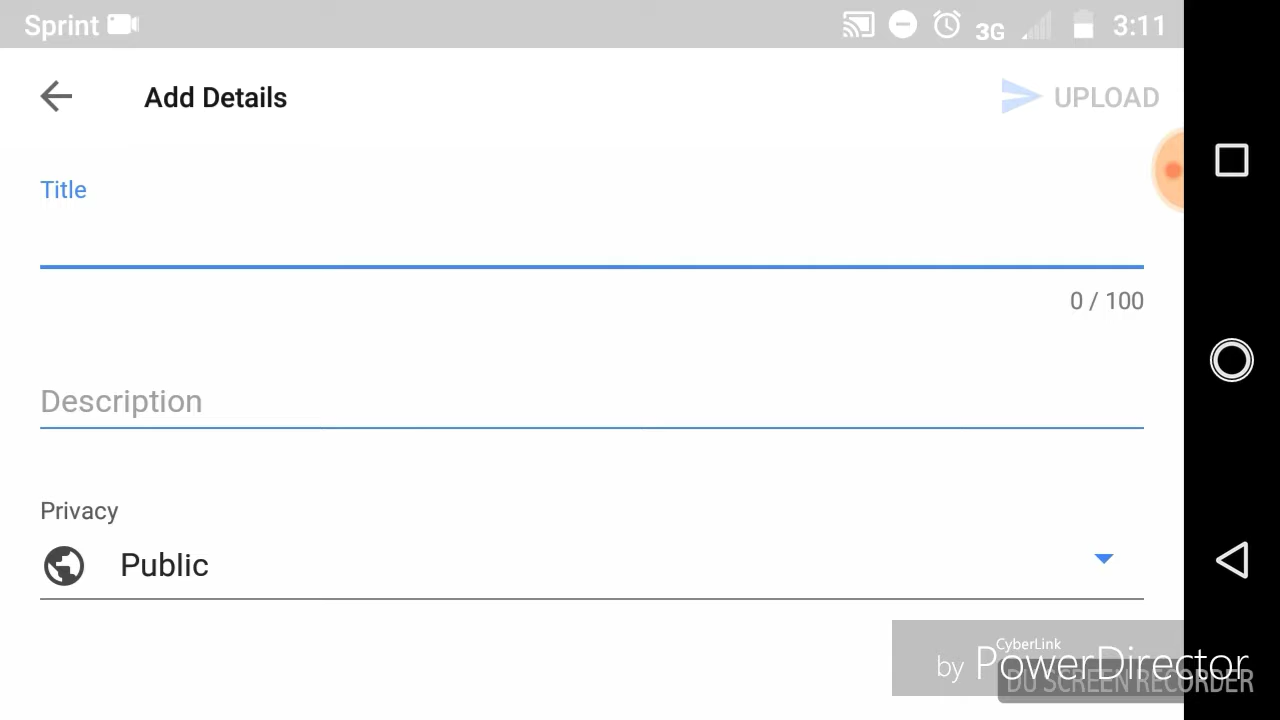 Sprint 3G 3:11
Add Details UPLOAD
Title
0 / 100
Description
Privacy
Public
CyberLink
by PowerDirector
DU SCREEN RECORDER